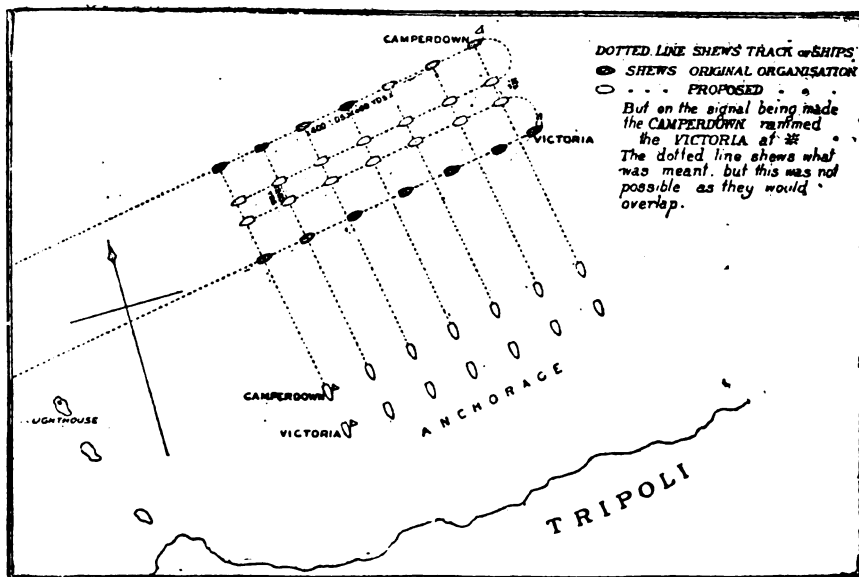 CAMPERDOWN
DOTTED LINE SHEWS TRACK OF SHIPS
SHEWS ORIGINAL ORGANISATION
. . . PROPOSED . .
But on the signal being made
the CAMPERDOWN rammed
the VICTORIA at ※
The dotted line shews what
was meant. but this was not
possible as they would
overlap.
VICTORIA
CAMPERDOWN
VICTORIA
ANCHORAGE
LIGHTHOUSE
TRIPOLI